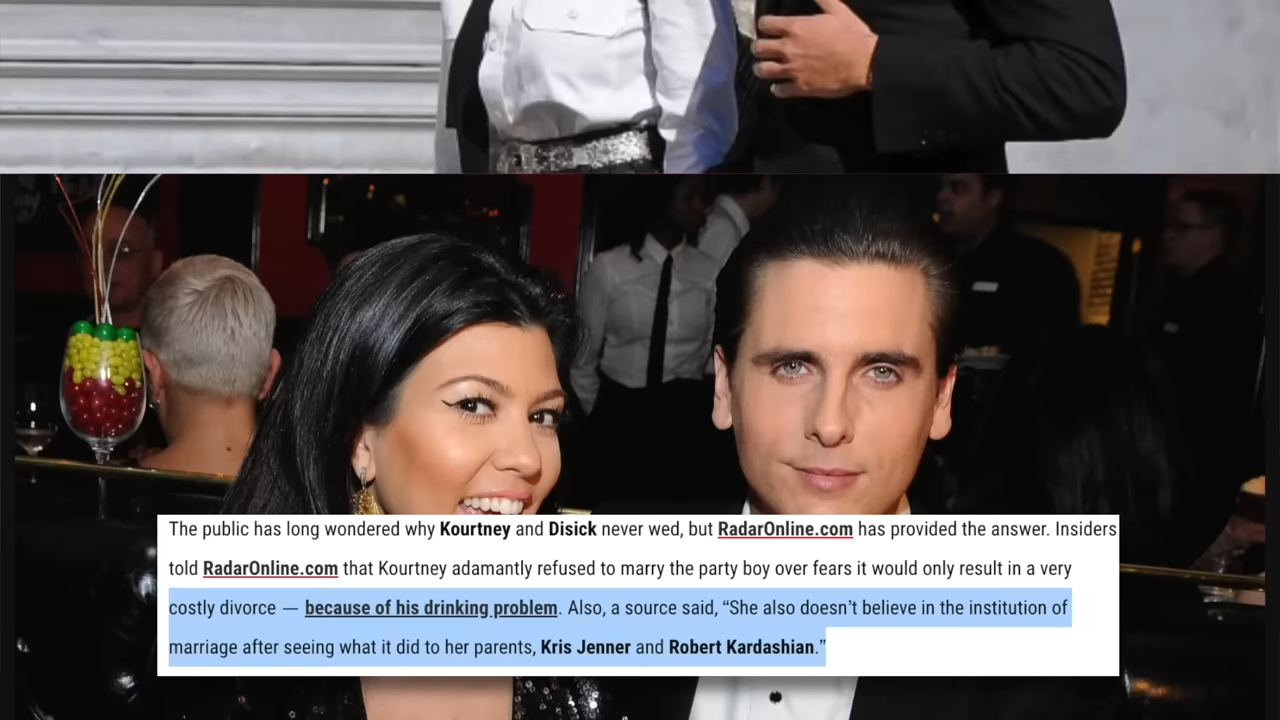 The public has long wondered why Kourtney and Disick never wed, but RadarOnline.com has provided the answer. Insiders
told RadarOnline.com that Kourtney adamantly refused to marry the party boy over fears it would only result in a very
costly divorce — because of his drinking problem. Also, a source said, “She also doesn’t believe in the institution of
marriage after seeing what it did to her parents, Kris Jenner and Robert Kardashian.”